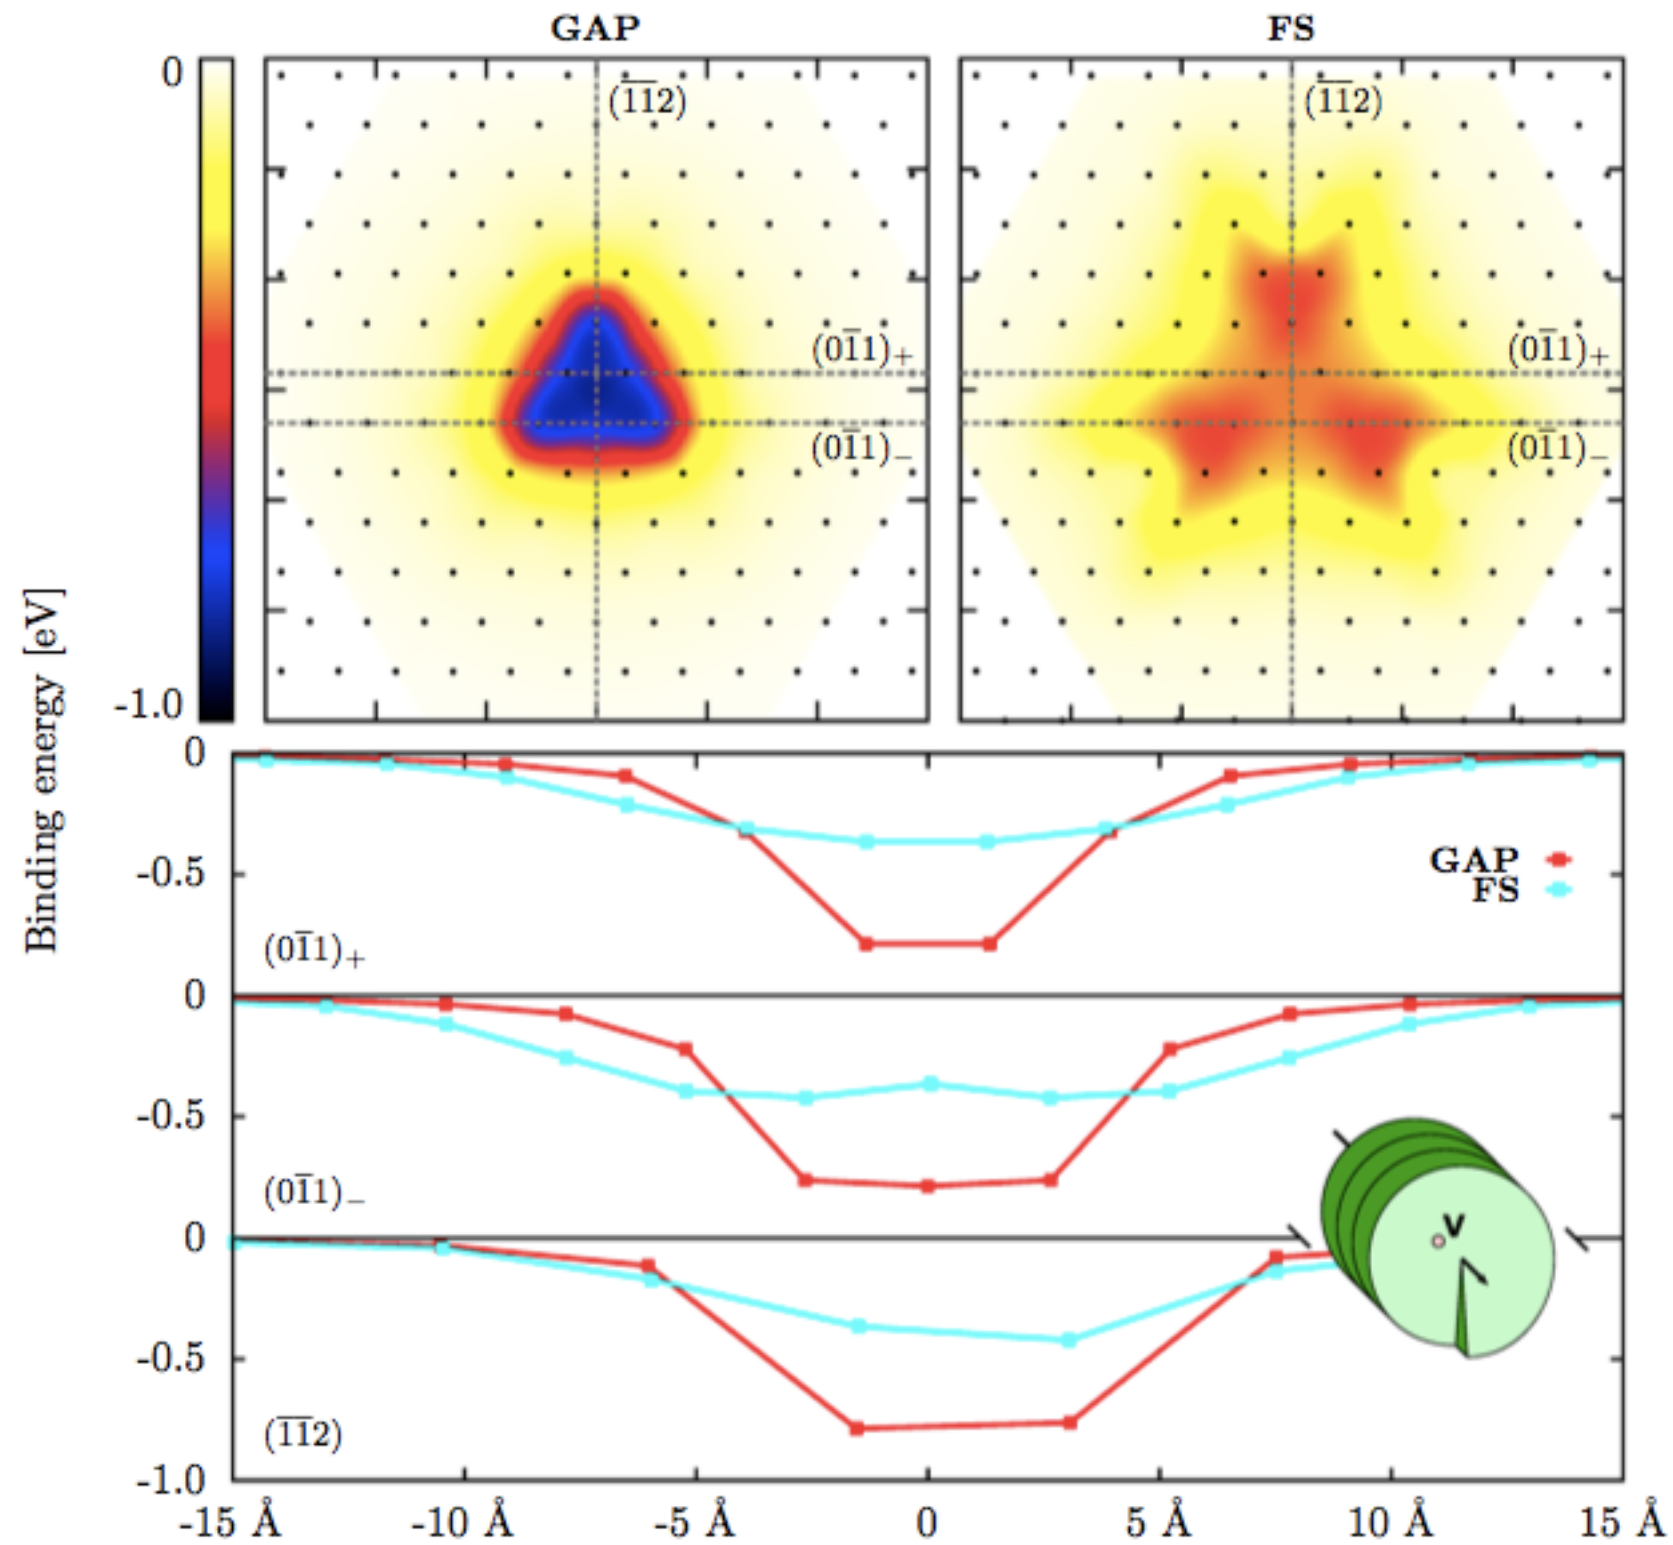 GAP
FS
0
(1̅1̅2)
(1̅1̅2)
(01̅1)₊
(01̅1)₊
(01̅1)₋
(01̅1)₋
-1.0
Binding energy [eV]
0
-0.5
GAP
FS
(01̅1)₊
0
-0.5
(01̅1)₋
V
0
-0.5
(1̅1̅2)
-1.0
-15 Å
-10 Å
-5 Å
0
5 Å
10 Å
15 Å